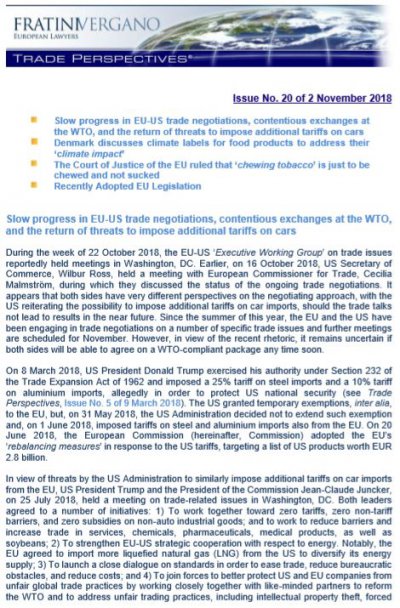 FRATINIVERGANO
EUROPEAN LAWYERS
TRADE PERSPECTIVES®
Issue No. 20 of 2 November 2018
Slow progress in EU-US trade negotiations, contentious exchanges at
the WTO, and the return of threats to impose additional tariffs on cars
Denmark discusses climate labels for food products to address their
'climate impact'
The Court of Justice of the EU ruled that 'chewing tobacco' is just to be
chewed and not sucked
Recently Adopted EU Legislation
Slow progress in EU-US trade negotiations, contentious exchanges at the WTO,
and the return of threats to impose additional tariffs on cars
During the week of 22 October 2018, the EU-US 'Executive Working Group' on trade issues
reportedly held meetings in Washington, DC. Earlier, on 16 October 2018, US Secretary of
Commerce, Wilbur Ross, held a meeting with European Commissioner for Trade, Cecilia
Malmström, during which they discussed the status of the ongoing trade negotiations. It
appears that both sides have very different perspectives on the negotiating approach, with the
US reiterating the possibility to impose additional tariffs on car imports, should the trade talks
not lead to results in the near future. Since the summer of this year, the EU and the US have
been engaging in trade negotiations on a number of specific trade issues and further meetings
are scheduled for November. However, in view of the recent rhetoric, it remains uncertain if
both sides will be able to agree on a WTO-compliant package any time soon.
On 8 March 2018, US President Donald Trump exercised his authority under Section 232 of
the Trade Expansion Act of 1962 and imposed a 25% tariff on steel imports and a 10% tariff
on aluminium imports, allegedly in order to protect US national security (see Trade
Perspectives, Issue No. 5 of 9 March 2018). The US granted temporary exemptions, inter alia,
to the EU, but, on 31 May 2018, the US Administration decided not to extend such exemption
and, on 1 June 2018, imposed tariffs on steel and aluminium imports also from the EU. On 20
June 2018, the European Commission (hereinafter, Commission) adopted the EU's
'rebalancing measures' in response to the US tariffs, targeting a list of US products worth EUR
2.8 billion.
In view of threats by the US Administration to similarly impose additional tariffs on car imports
from the EU, US President Trump and the President of the Commission Jean-Claude Juncker,
on 25 July 2018, held a meeting on trade-related issues in Washington, DC. Both leaders
agreed to a number of initiatives: 1) To work together toward zero tariffs, zero non-tariff
barriers, and zero subsidies on non-auto industrial goods; and to work to reduce barriers and
increase trade in services, chemicals, pharmaceuticals, medical products, as well as
soybeans; 2) To strengthen EU-US strategic cooperation with respect to energy. Notably, the
EU agreed to import more liquefied natural gas (LNG) from the US to diversify its energy
supply; 3) To launch a close dialogue on standards in order to ease trade, reduce bureaucratic
obstacles, and reduce costs; and 4) To join forces to better protect US and EU companies from
unfair global trade practices by working closely together with like-minded partners to reform
the WTO and to address unfair trading practices, including intellectual property theft, forced